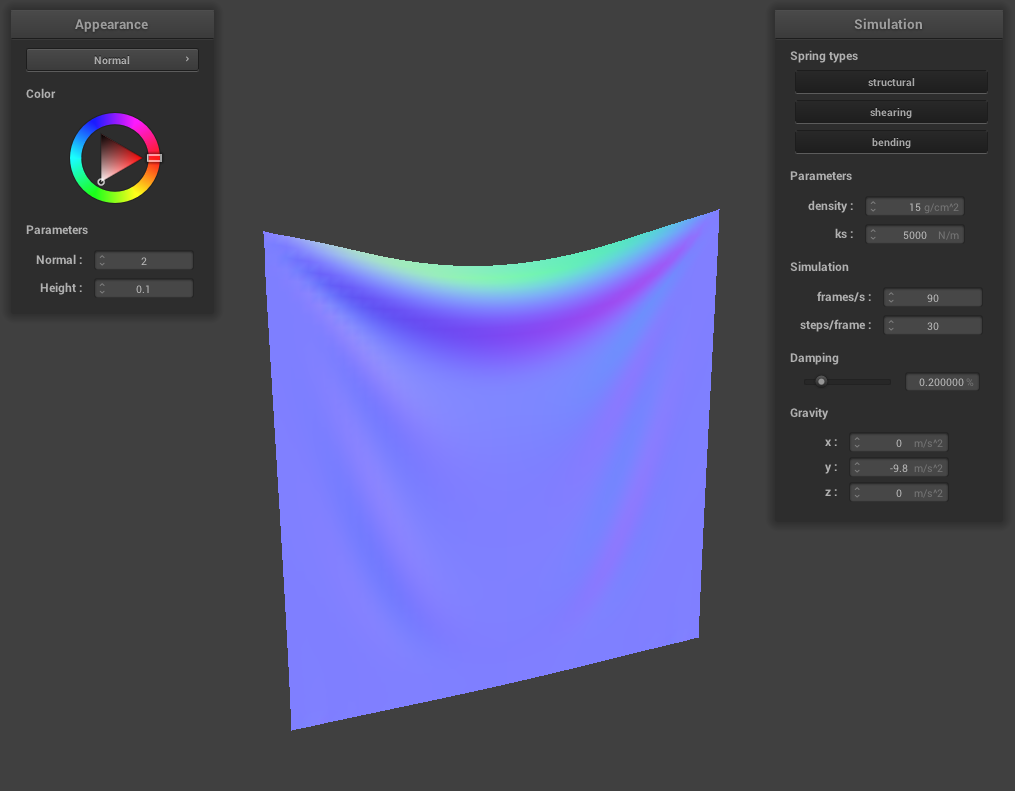 Appearance
Normal
Color
Parameters
Normal : 2
Height : 0.1
Simulation
Spring types
structural
shearing
bending
Parameters
density : 15 g/cm^2
ks : 5000 N/m
Simulation
frames/s : 90
steps/frame : 30
Damping
0.200000 %
Gravity
x : 0 m/s^2
y : -9.8 m/s^2
z : 0 m/s^2